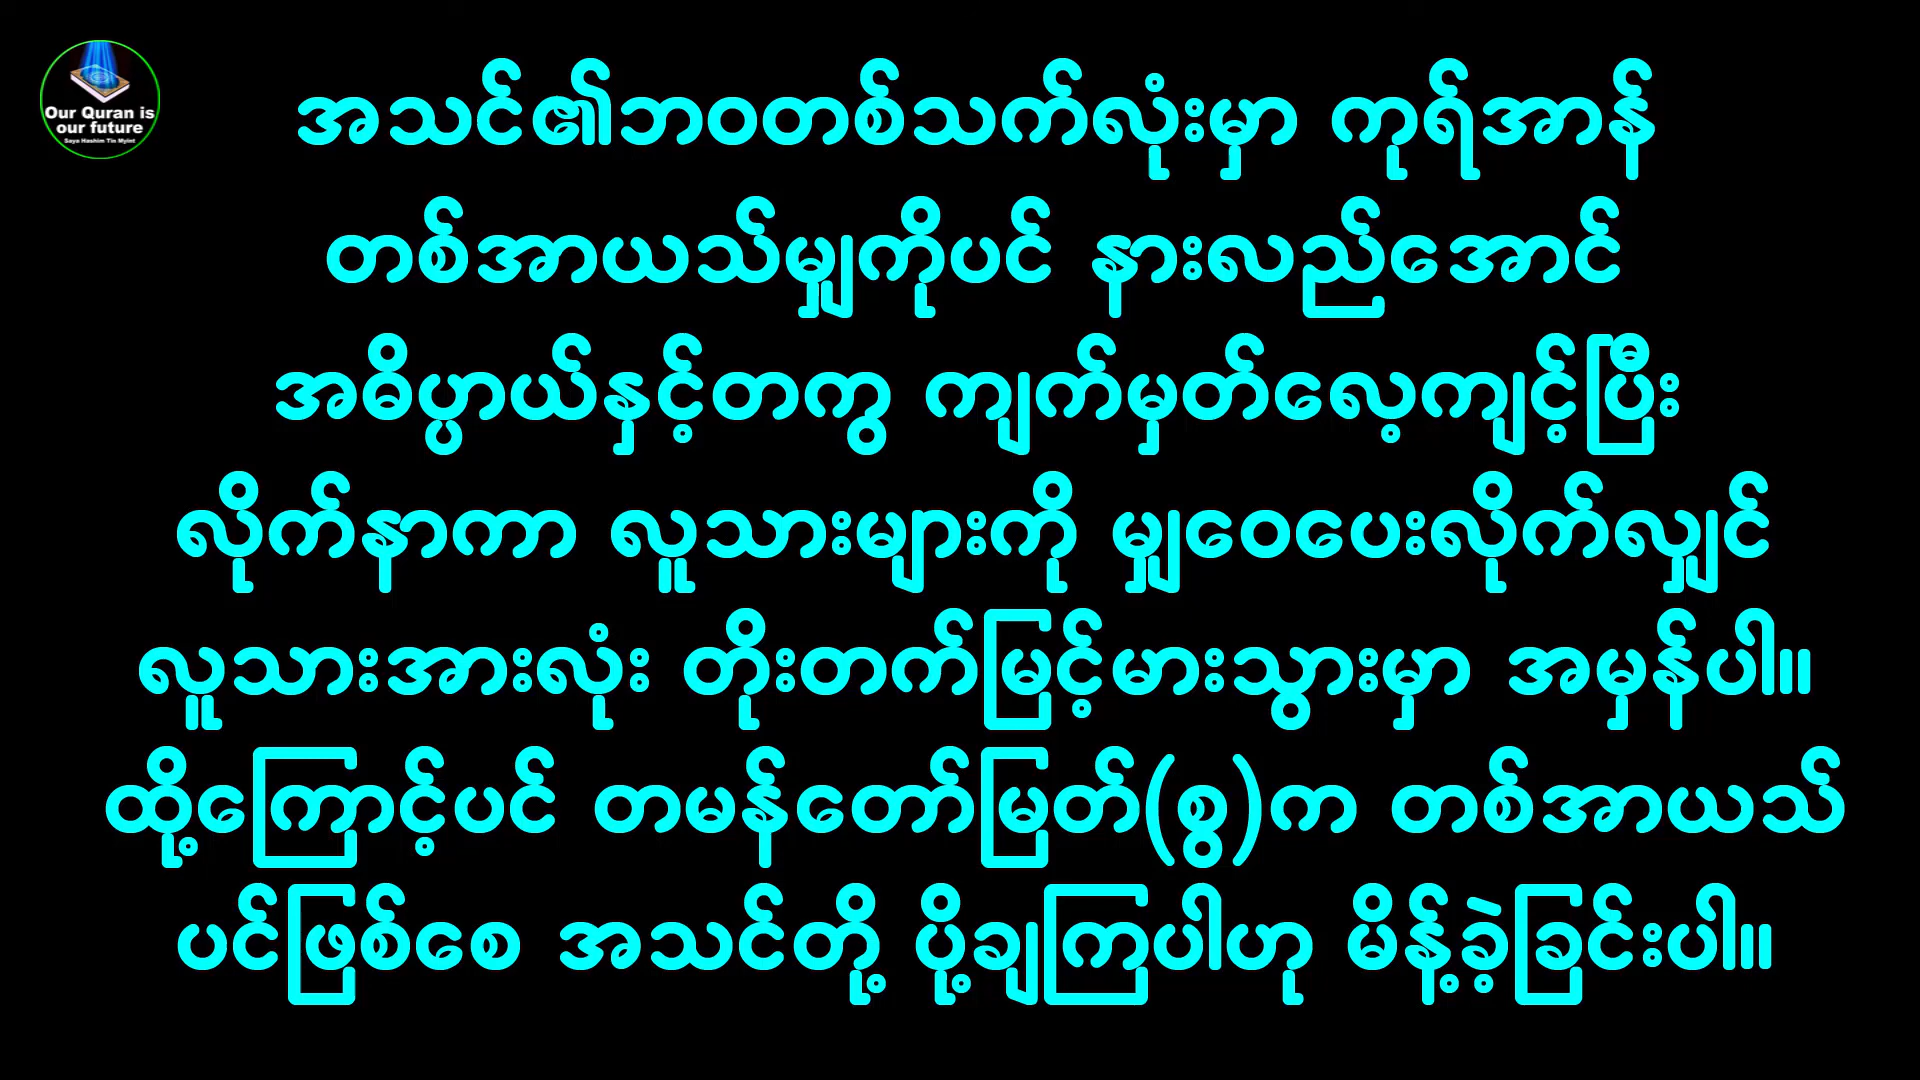 Our Quran is
our future
Saya Hashim Tin Myint
အသင်၏ဘဝတစ်သက်လုံးမှာ ကုရ်အာန်
တစ်အာယသ်မျှကိုပင် နားလည်အောင်
အဓိပ္ပာယ်နှင့်တကွ ကျက်မှတ်လေ့ကျင့်ပြီး
လိုက်နာကာ လူသားများကို မျှဝေပေးလိုက်လျှင်
လူသားအားလုံး တိုးတက်မြင့်မားသွားမှာ အမှန်ပါ။
ထို့ကြောင့်ပင် တမန်တော်မြတ်(စွ)က တစ်အာယသ်
ပင်ဖြစ်စေ အသင်တို့ ပို့ချကြပါဟု မိန့်ခဲ့ခြင်းပါ။